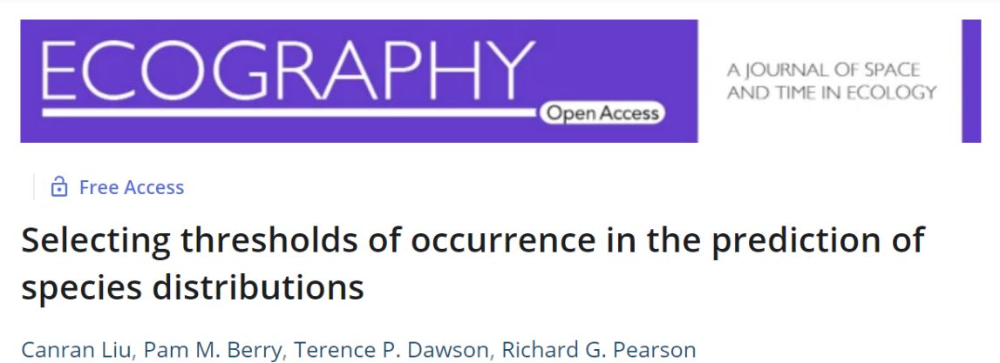 ECOGRAPHY
Open Access
A JOURNAL OF SPACE
AND TIME IN ECOLOGY
Free Access
Selecting thresholds of occurrence in the prediction of
species distributions
Canran Liu, Pam M. Berry, Terence P. Dawson, Richard G. Pearson